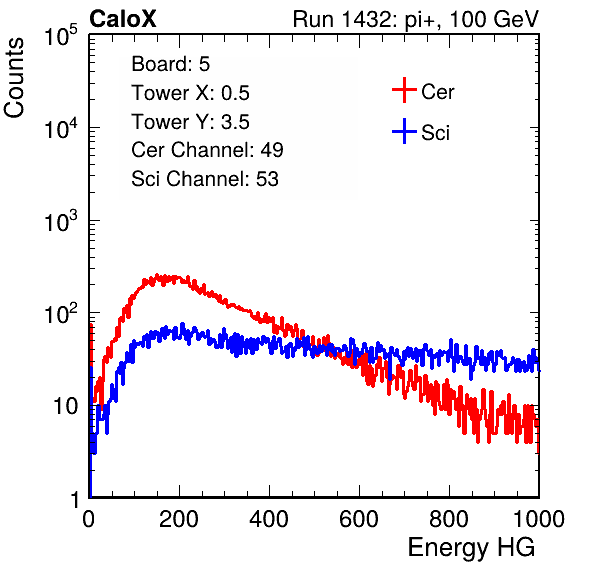 CaloX Run 1432: pi+, 100 GeV
Counts
10^5
10^4
10^3
10^2
10
1
Board: 5
Tower X: 0.5
Tower Y: 3.5
Cer Channel: 49
Sci Channel: 53
Cer
Sci
0 200 400 600 800 1000
Energy HG